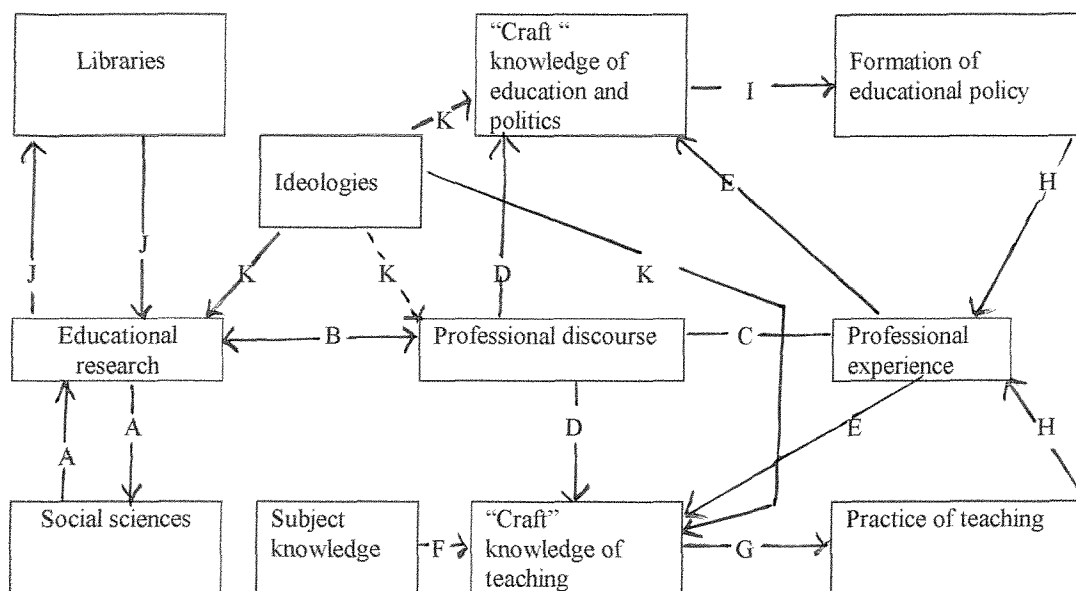 Libraries
“Craft “
knowledge of
education and
politics
I
Formation of
educational policy
K
Ideologies
E
H
J
J
K
K
D
K
Educational
research
B
Professional discourse
C
Professional
experience
A
A
D
E
H
Social sciences
Subject
knowledge
F
“Craft”
knowledge of
teaching
G
Practice of teaching